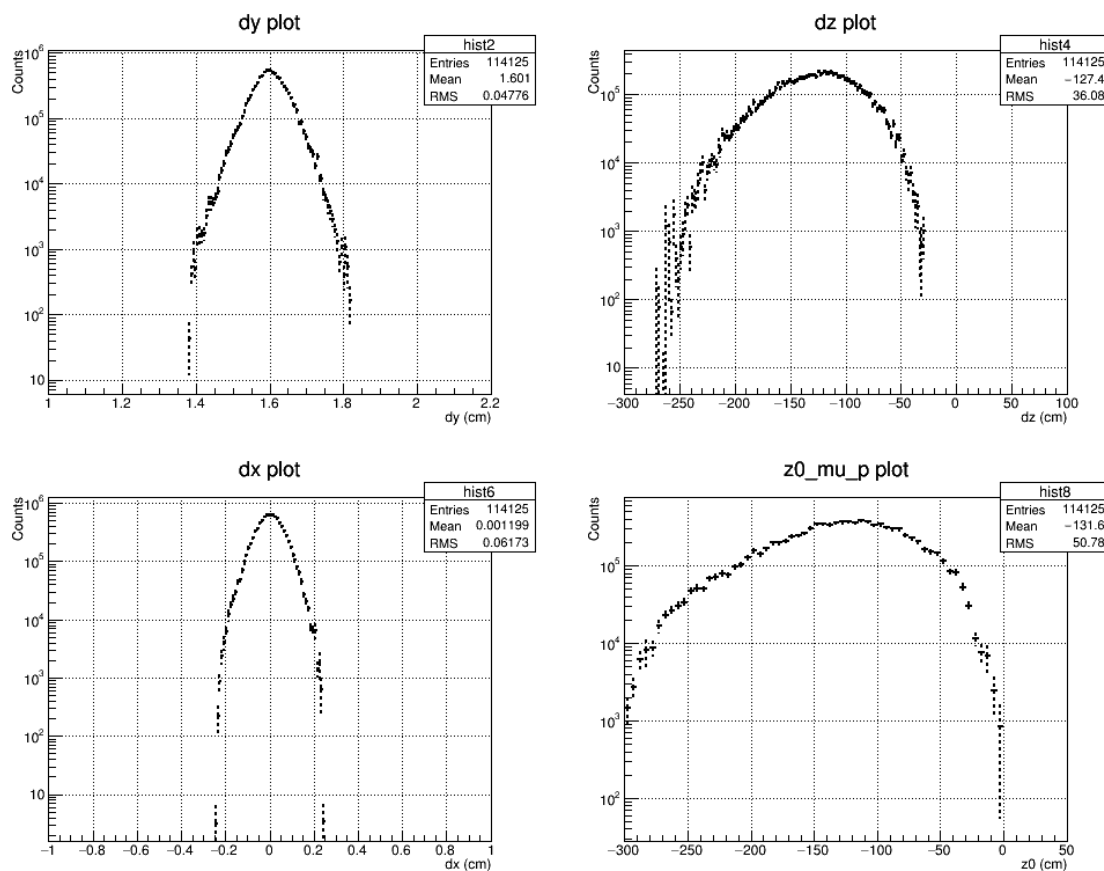 dy plot
Counts
hist2
Entries 114125
Mean 1.601
RMS 0.04776
10^6
10^5
10^4
10^3
10^2
10
1 1.2 1.4 1.6 1.8 2 2.2
dy (cm)
dz plot
Counts
hist4
Entries 114125
Mean −127.4
RMS 36.08
10^5
10^4
10^3
10^2
10
−300 −250 −200 −150 −100 −50 0 50 100
dz (cm)
dx plot
Counts
hist6
Entries 114125
Mean 0.001199
RMS 0.06173
10^6
10^5
10^4
10^3
10^2
10
−1 −0.8 −0.6 −0.4 −0.2 0 0.2 0.4 0.6 0.8 1
dx (cm)
z0_mu_p plot
Counts
hist8
Entries 114125
Mean −131.6
RMS 50.78
10^5
10^4
10^3
10^2
−300 −250 −200 −150 −100 −50 0 50
z0 (cm)